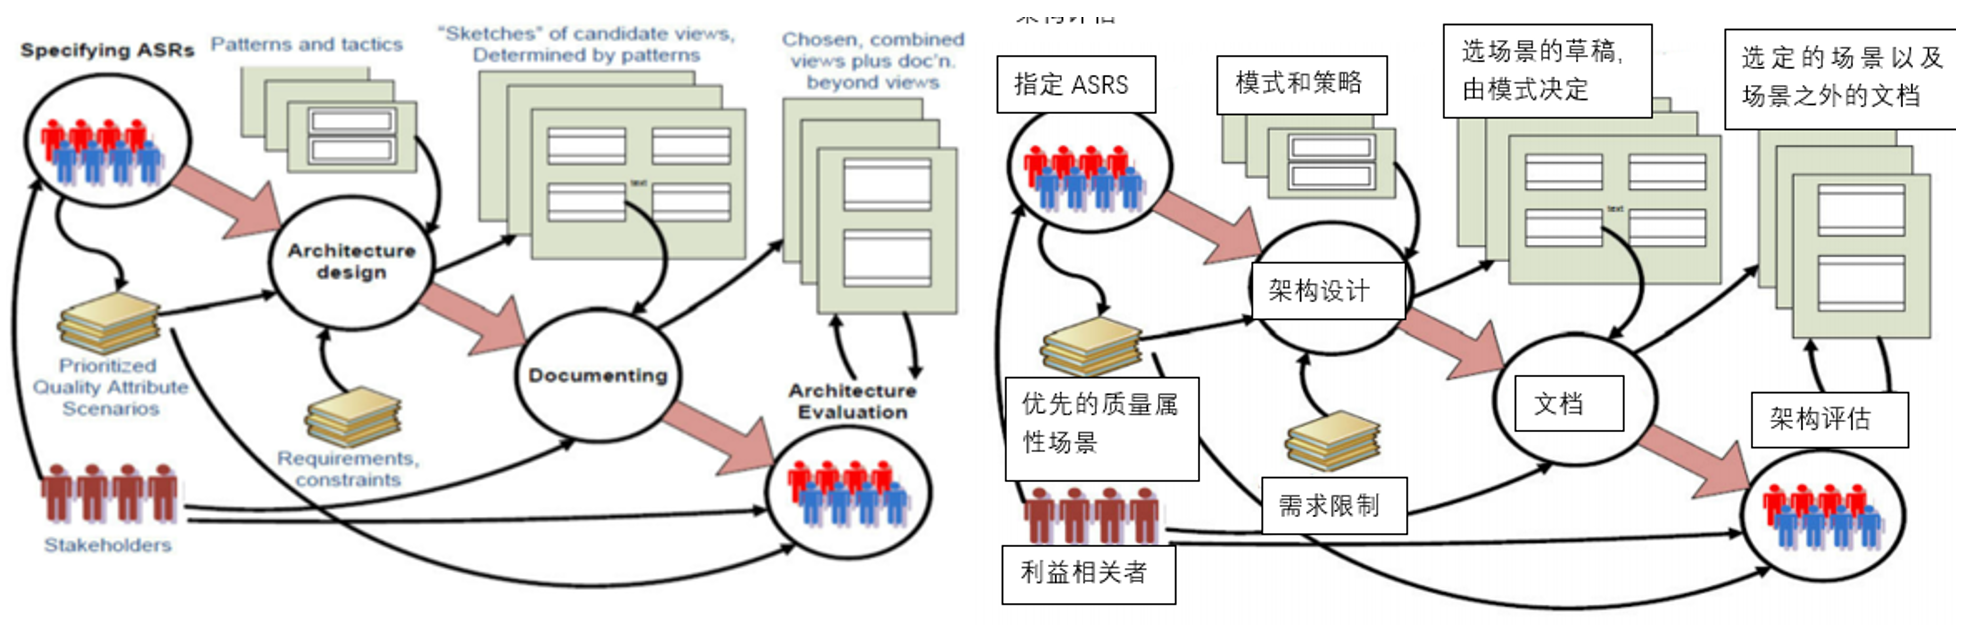 Specifying ASRs
Patterns and tactics
"Sketches" of candidate views,
Determined by patterns
Chosen, combined
views plus doc'n.
beyond views
text
Architecture
design
Prioritized
Quality Attribute
Scenarios
Requirements,
constraints
Documenting
Architecture
Evaluation
Stakeholders
架构评估
指定 ASRS
模式和策略
选场景的草稿,
由模式决定
选定的场景以及
场景之外的文档
text
架构设计
优先的质量属
性场景
文档
架构评估
需求限制
利益相关者